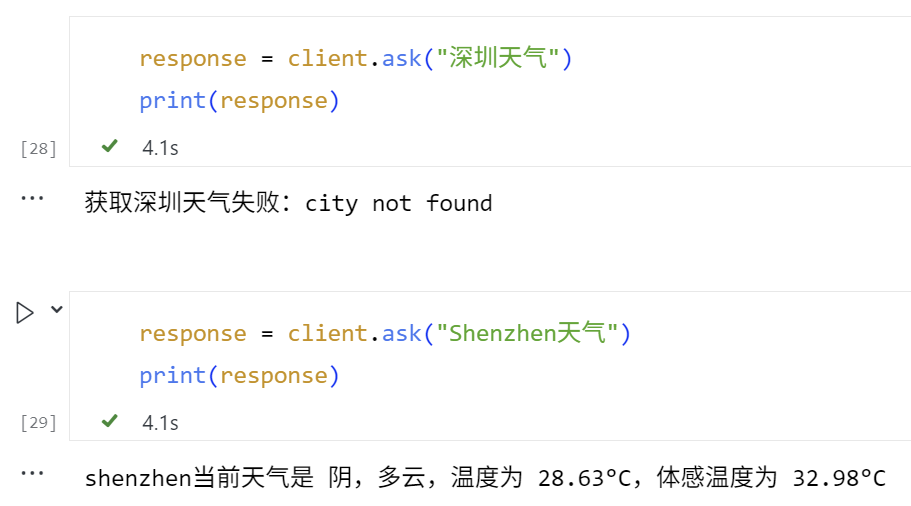 response = client.ask("深圳天气")
print(response)
[28]
4.1s
...
获取深圳天气失败：city not found
response = client.ask("Shenzhen天气")
print(response)
[29]
4.1s
...
shenzhen当前天气是 阴，多云，温度为 28.63°C，体感温度为 32.98°C